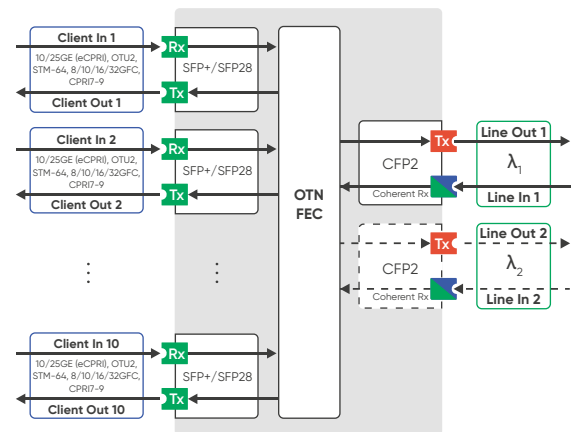 Client In 1
10/25GE (eCPRI), OTU2,
STM-64, 8/10/16/32GFC,
CPRI7-9
Client Out 1
Rx
Tx
SFP+/SFP28
Client In 2
10/25GE (eCPRI), OTU2,
STM-64, 8/10/16/32GFC,
CPRI7-9
Client Out 2
Rx
Tx
SFP+/SFP28
Client In 10
10/25GE (eCPRI), OTU2,
STM-64, 8/10/16/32GFC,
CPRI7-9
Client Out 10
Rx
Tx
SFP+/SFP28
OTN
FEC
CFP2
Coherent Rx
Tx
Line Out 1
λ1
Line In 1
CFP2
Coherent Rx
Tx
Line Out 2
λ2
Line In 2